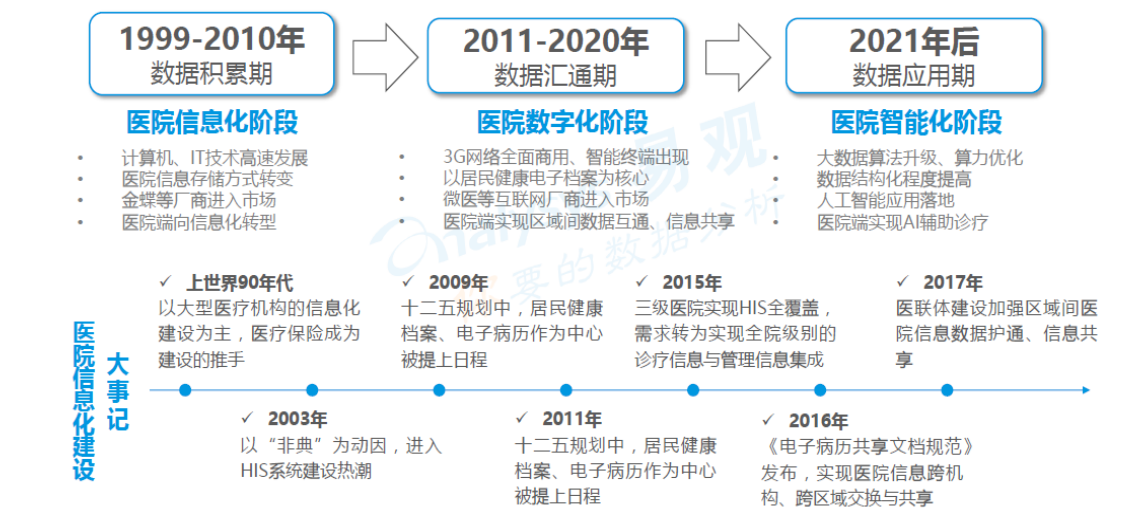 1999-2010年
数据积累期
2011-2020年
数据汇通期
2021年后
数据应用期
医院信息化阶段
• 计算机、IT技术高速发展
• 医院信息存储方式转变
• 金蝶等厂商进入市场
• 医院端向信息化转型
医院数字化阶段
• 3G网络全面商用、智能终端出现
• 以居民健康电子档案为核心
• 微医等互联网厂商进入市场
• 医院端实现区域间数据互通、信息共享
医院智能化阶段
• 大数据算法升级、算力优化
• 数据结构化程度提高
• 人工智能应用落地
• 医院端实现AI辅助诊疗
易观
要的数据分析
医院信息化建设
大事记
✓ 上世界90年代
以大型医疗机构的信息化
建设为主，医疗保险成为
建设的推手
✓ 2003年
以“非典”为动因，进入
HIS系统建设热潮
✓ 2009年
十二五规划中，居民健康
档案、电子病历作为中心
被提上日程
✓ 2011年
十二五规划中，居民健康
档案、电子病历作为中心
被提上日程
✓ 2015年
三级医院实现HIS全覆盖，
需求转为实现全院级别的
诊疗信息与管理信息集成
✓ 2016年
《电子病历共享文档规范》
发布，实现医院信息跨机
构、跨区域交换与共享
✓ 2017年
医联体建设加强区域间医
院信息数据护通、信息共
享